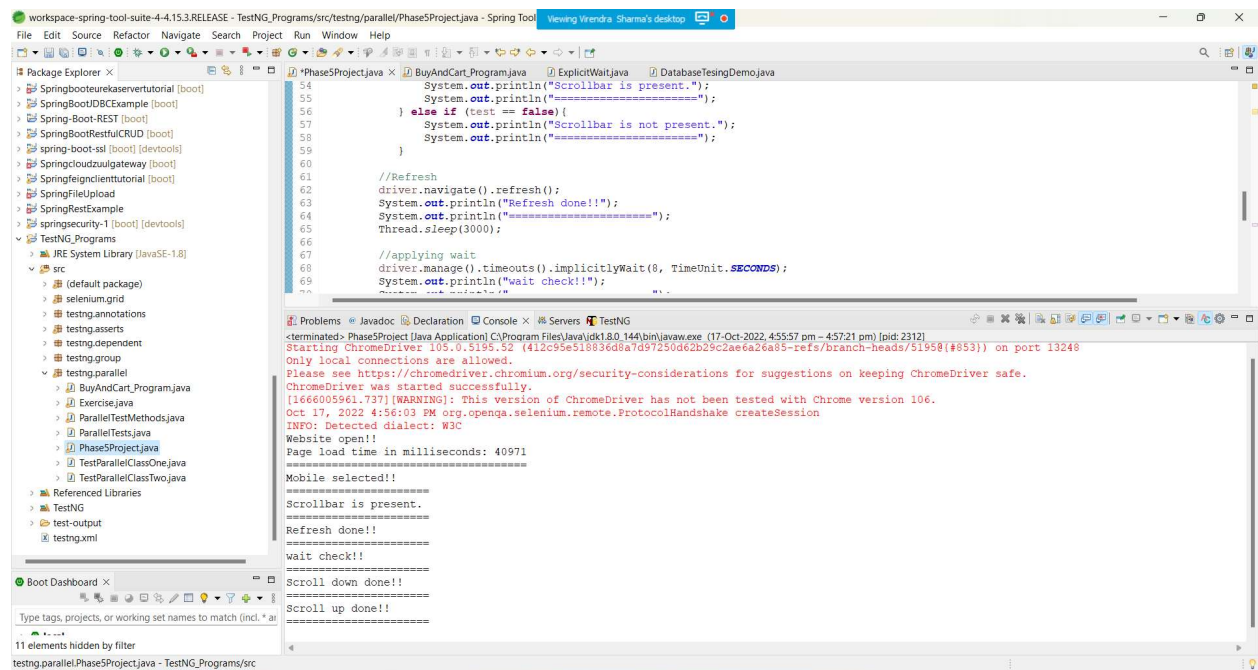 workspace-spring-tool-suite-4-4.15.3.RELEASE - TestNG_Programs/src/testng/parallel/Phase5Project.java - Spring Tool
Viewing Virendra Sharma's desktop
File Edit Source Refactor Navigate Search Project Run Window Help
Package Explorer
Springbooteurekaservertutorial [boot]
SpringBootJDBCExample [boot]
Spring-Boot-REST [boot]
SpringBootRestfulCRUD [boot]
spring-boot-ssl [boot] [devtools]
Springcloudzuulgateway [boot]
Springfeignclienttutorial [boot]
SpringFileUpload
SpringRestExample
springsecurity-1 [boot] [devtools]
TestNG_Programs
JRE System Library [JavaSE-1.8]
src
(default package)
selenium.grid
testng.annotations
testng.asserts
testng.dependent
testng.group
testng.parallel
BuyAndCart_Program.java
Exercise.java
ParallelTestMethods.java
ParallelTests.java
Phase5Project.java
TestParallelClassOne.java
TestParallelClassTwo.java
Referenced Libraries
TestNG
test-output
testng.xml
Boot Dashboard
Type tags, projects, or working set names to match (incl. * ar
11 elements hidden by filter
*Phase5Project.java BuyAndCart_Program.java ExplicitWait.java DatabaseTesingDemo.java
54 System.out.println("Scrollbar is present.");
55 System.out.println("======================");
56 } else if (test == false){
57 System.out.println("Scrollbar is not present.");
58 System.out.println("======================");
59 }
60
61 //Refresh
62 driver.navigate().refresh();
63 System.out.println("Refresh done!!");
64 System.out.println("======================");
65 Thread.sleep(3000);
66
67 //applying wait
68 driver.manage().timeouts().implicitlyWait(8, TimeUnit.SECONDS);
69 System.out.println("wait check!!");
Problems Javadoc Declaration Console Servers TestNG
<terminated> Phase5Project [Java Application] C:\Program Files\Java\jdk1.8.0_144\bin\javaw.exe (17-Oct-2022, 4:55:57 pm – 4:57:21 pm) [pid: 2312]
Starting ChromeDriver 105.0.5195.52 (412c95e518836d8a7d97250d62b29c2ae6a26a85-refs/branch-heads/5195@{#853}) on port 13248
Only local connections are allowed.
Please see https://chromedriver.chromium.org/security-considerations for suggestions on keeping ChromeDriver safe.
ChromeDriver was started successfully.
[1666005961.737][WARNING]: This version of ChromeDriver has not been tested with Chrome version 106.
Oct 17, 2022 4:56:03 PM org.openqa.selenium.remote.ProtocolHandshake createSession
INFO: Detected dialect: W3C
Website open!!
Page load time in milliseconds: 40971
=====================================
Mobile selected!!
======================
Scrollbar is present.
======================
Refresh done!!
======================
wait check!!
======================
Scroll down done!!
======================
Scroll up done!!
======================
testng.parallel.Phase5Project.java - TestNG_Programs/src